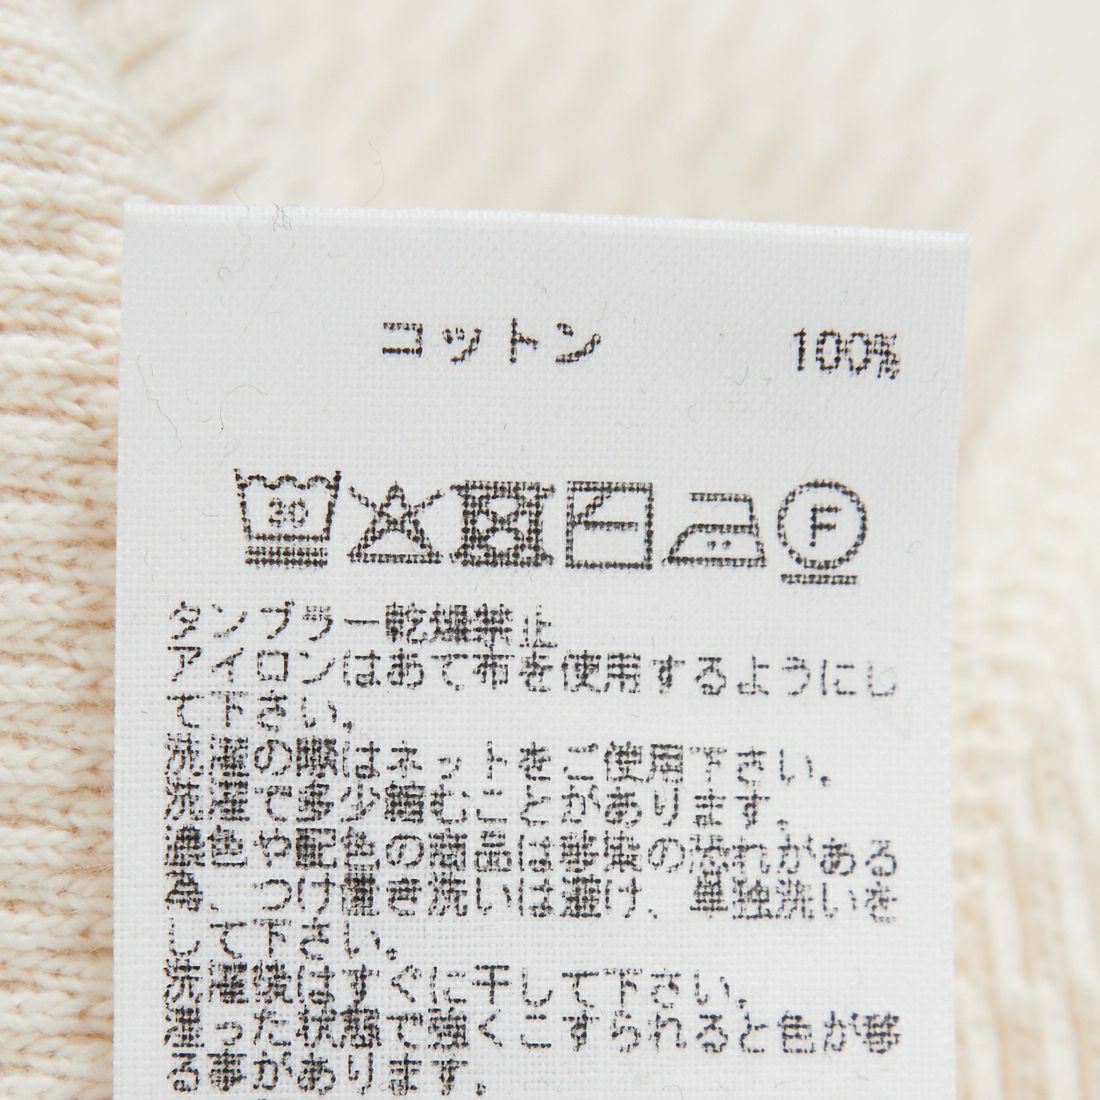 コットン 100%
30
F
タンブラー乾燥禁止
アイロンはあて布を使用するようにし
て下さい。
洗濯の際はネットをご使用下さい。
洗濯で多少縮むことがあります。
濃色や配色の商品は移染の恐れがある
為、つけ置き洗いは避け、単独洗いを
して下さい。
洗濯後はすぐに干して下さい。
湿った状態で強くこすられると色が移
る事があります。